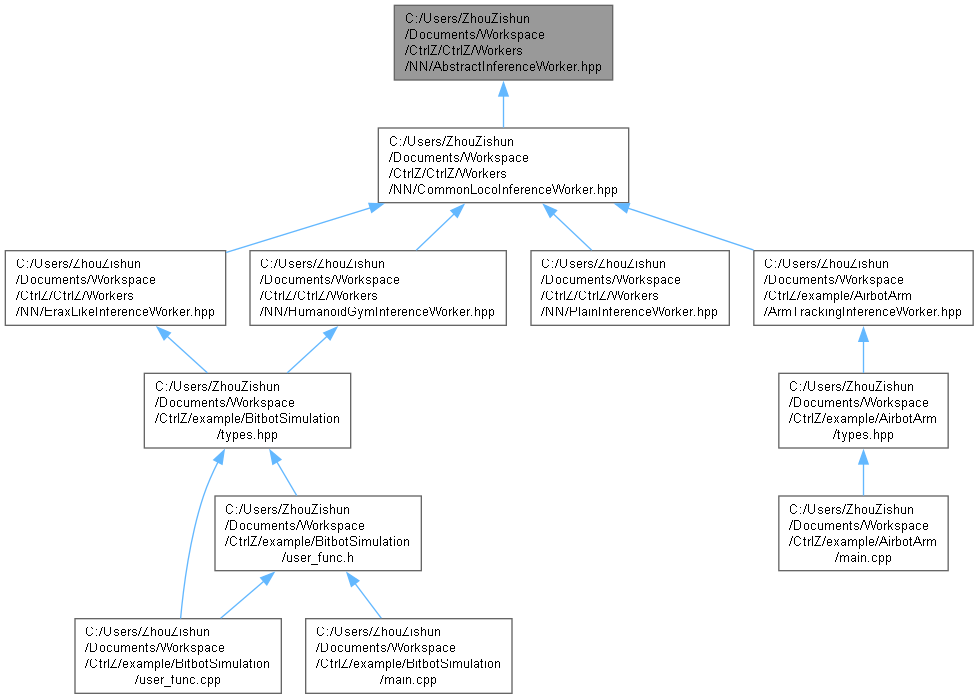 C:/Users/ZhouZishun
/Documents/Workspace
/CtrlZ/CtrlZ/Workers
/NN/AbstractInferenceWorker.hpp
C:/Users/ZhouZishun
/Documents/Workspace
/CtrlZ/CtrlZ/Workers
/NN/CommonLocoInferenceWorker.hpp
C:/Users/ZhouZishun
/Documents/Workspace
/CtrlZ/CtrlZ/Workers
/NN/EraxLikeInferenceWorker.hpp
C:/Users/ZhouZishun
/Documents/Workspace
/CtrlZ/CtrlZ/Workers
/NN/HumanoidGymInferenceWorker.hpp
C:/Users/ZhouZishun
/Documents/Workspace
/CtrlZ/CtrlZ/Workers
/NN/PlainInferenceWorker.hpp
C:/Users/ZhouZishun
/Documents/Workspace
/CtrlZ/example/AirbotArm
/ArmTrackingInferenceWorker.hpp
C:/Users/ZhouZishun
/Documents/Workspace
/CtrlZ/example/BitbotSimulation
/types.hpp
C:/Users/ZhouZishun
/Documents/Workspace
/CtrlZ/example/AirbotArm
/types.hpp
C:/Users/ZhouZishun
/Documents/Workspace
/CtrlZ/example/BitbotSimulation
/user_func.h
C:/Users/ZhouZishun
/Documents/Workspace
/CtrlZ/example/AirbotArm
/main.cpp
C:/Users/ZhouZishun
/Documents/Workspace
/CtrlZ/example/BitbotSimulation
/user_func.cpp
C:/Users/ZhouZishun
/Documents/Workspace
/CtrlZ/example/BitbotSimulation
/main.cpp